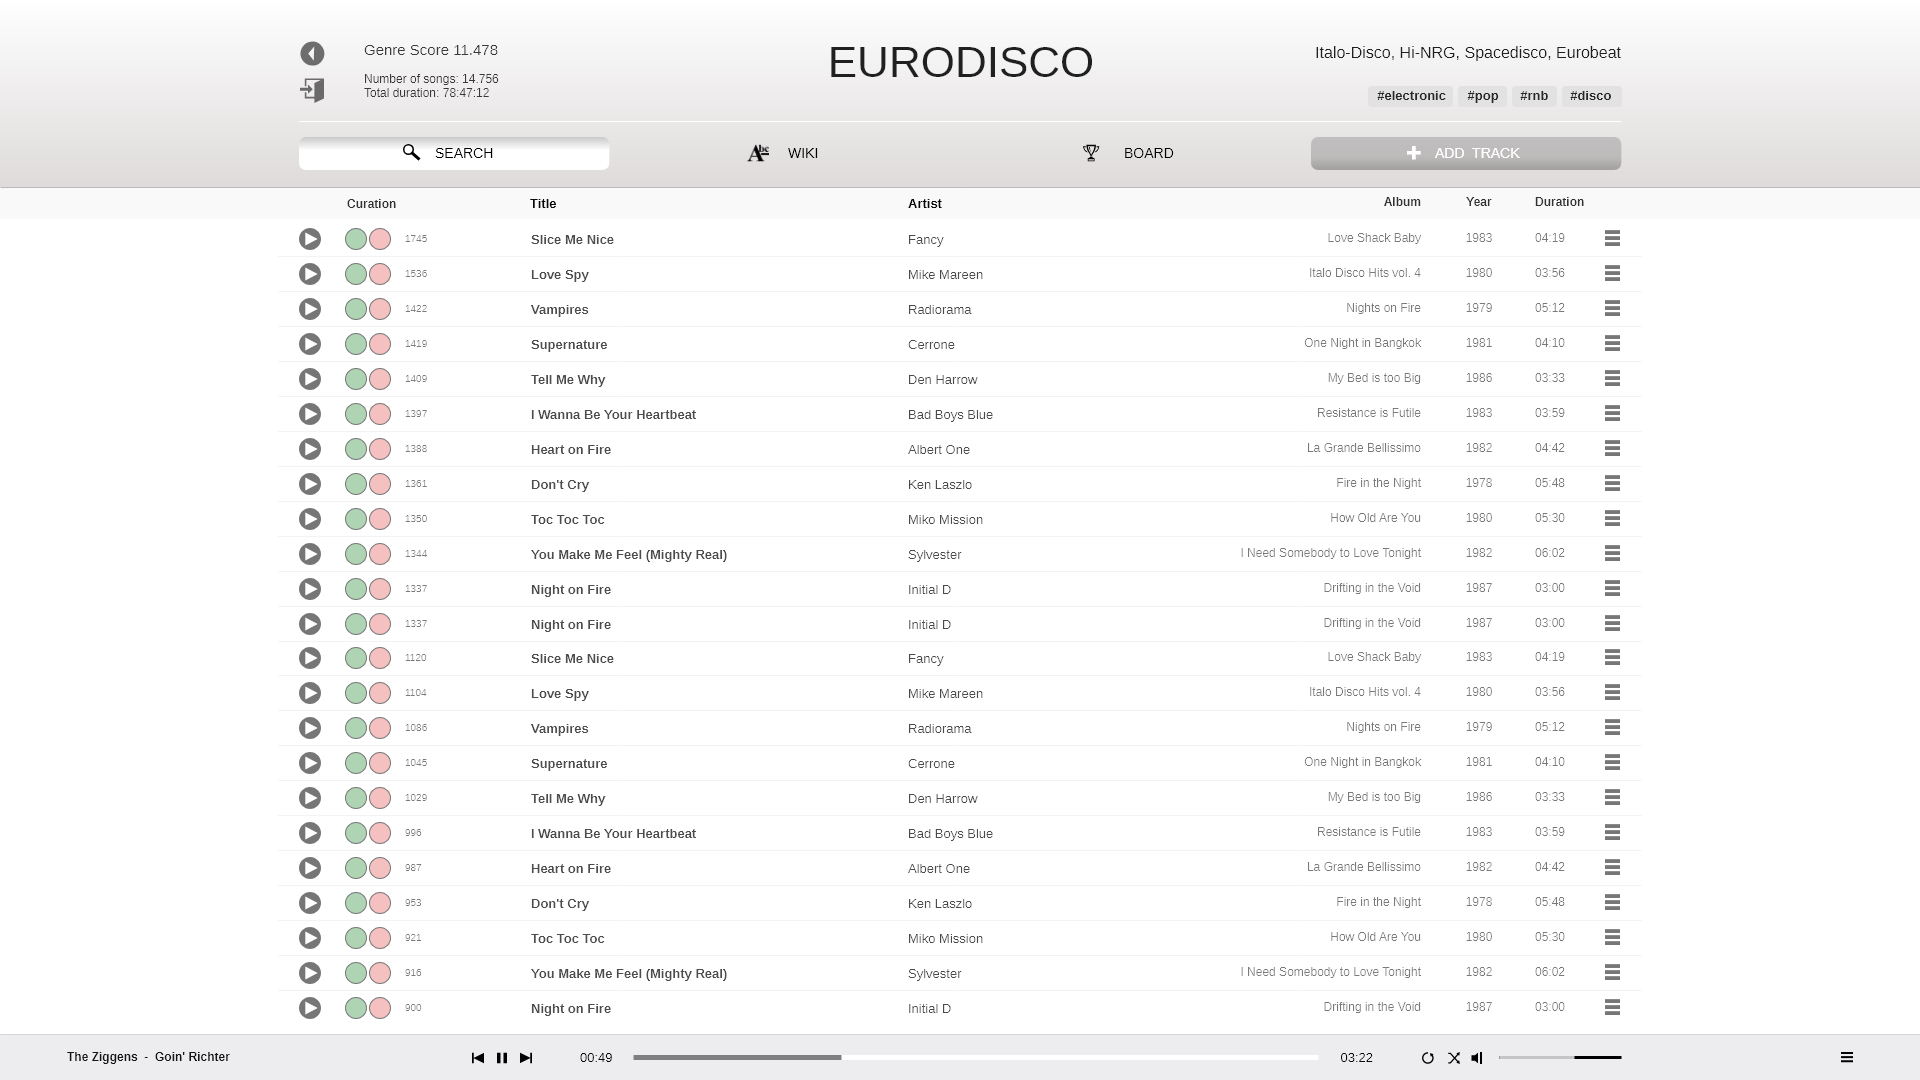 Genre Score 11.478
Number of songs: 14.756
Total duration: 78:47:12
EURODISCO
Italo-Disco, Hi-NRG, Spacedisco, Eurobeat
#electronic #pop #rnb #disco
SEARCH Abc WIKI BOARD ADD TRACK
Curation Title Artist Album Year Duration
1745 Slice Me Nice Fancy Love Shack Baby 1983 04:19
1536 Love Spy Mike Mareen Italo Disco Hits vol. 4 1980 03:56
1422 Vampires Radiorama Nights on Fire 1979 05:12
1419 Supernature Cerrone One Night in Bangkok 1981 04:10
1409 Tell Me Why Den Harrow My Bed is too Big 1986 03:33
1397 I Wanna Be Your Heartbeat Bad Boys Blue Resistance is Futile 1983 03:59
1388 Heart on Fire Albert One La Grande Bellissimo 1982 04:42
1361 Don't Cry Ken Laszlo Fire in the Night 1978 05:48
1350 Toc Toc Toc Miko Mission How Old Are You 1980 05:30
1344 You Make Me Feel (Mighty Real) Sylvester I Need Somebody to Love Tonight 1982 06:02
1337 Night on Fire Initial D Drifting in the Void 1987 03:00
1337 Night on Fire Initial D Drifting in the Void 1987 03:00
1120 Slice Me Nice Fancy Love Shack Baby 1983 04:19
1104 Love Spy Mike Mareen Italo Disco Hits vol. 4 1980 03:56
1086 Vampires Radiorama Nights on Fire 1979 05:12
1045 Supernature Cerrone One Night in Bangkok 1981 04:10
1029 Tell Me Why Den Harrow My Bed is too Big 1986 03:33
996 I Wanna Be Your Heartbeat Bad Boys Blue Resistance is Futile 1983 03:59
987 Heart on Fire Albert One La Grande Bellissimo 1982 04:42
953 Don't Cry Ken Laszlo Fire in the Night 1978 05:48
921 Toc Toc Toc Miko Mission How Old Are You 1980 05:30
916 You Make Me Feel (Mighty Real) Sylvester I Need Somebody to Love Tonight 1982 06:02
900 Night on Fire Initial D Drifting in the Void 1987 03:00
The Ziggens - Goin' Richter 00:49 03:22